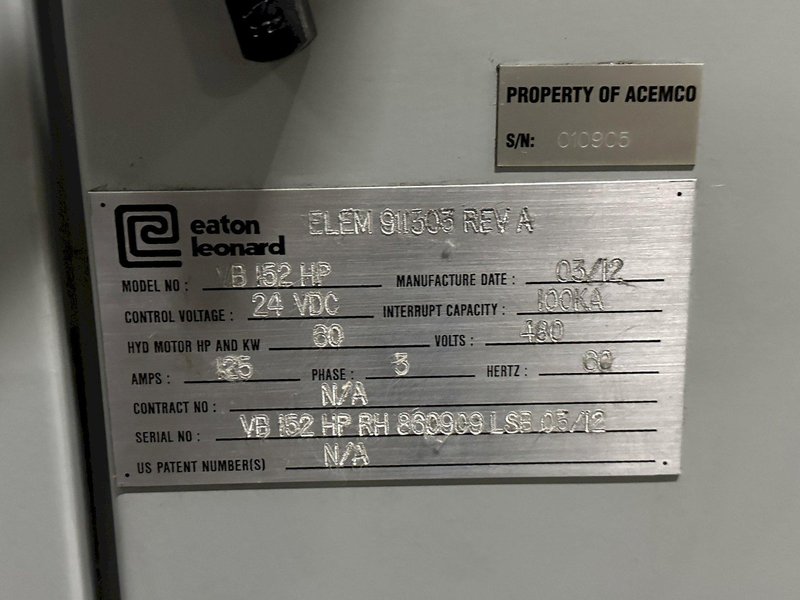 PROPERTY OF ACEMCO
S/N: 010905
eaton leonard
ELEM 911303 REV A
MODEL NO: VB 152 HP MANUFACTURE DATE: 03/12
CONTROL VOLTAGE: 24 VDC INTERRUPT CAPACITY: 100KA
HYD MOTOR HP AND KW 60 VOLTS: 480
AMPS: 125 PHASE: 3 HERTZ: 60
CONTRACT NO: N/A
SERIAL NO: VB 152 HP RH 860909 LSB 03/12
US PATENT NUMBER(S) N/A